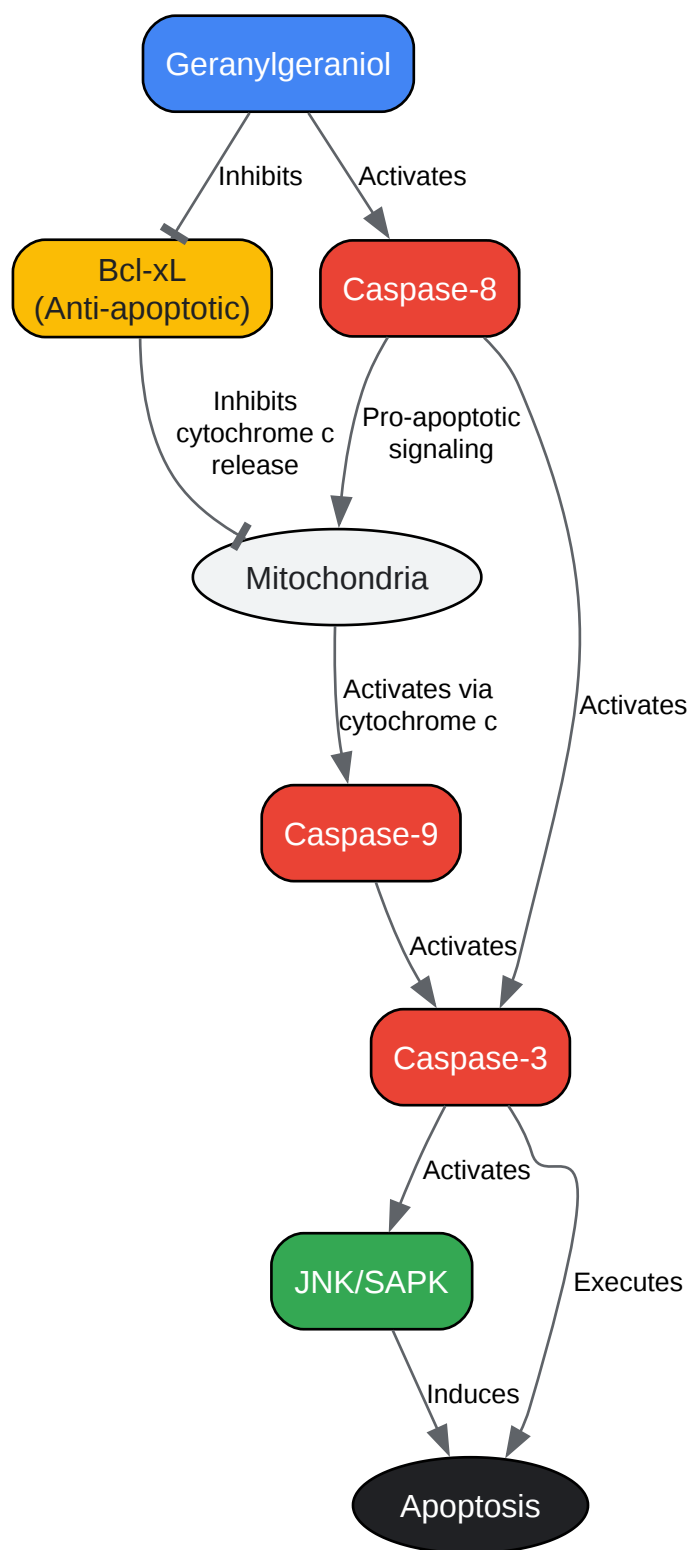 Geranylgeraniol
Inhibits
Activates
Bcl-xL
(Anti-apoptotic)
Caspase-8
Inhibits
cytochrome c
release
Pro-apoptotic
signaling
Mitochondria
Activates via
cytochrome c
Activates
Caspase-9
Activates
Caspase-3
Activates
JNK/SAPK
Executes
Induces
Apoptosis